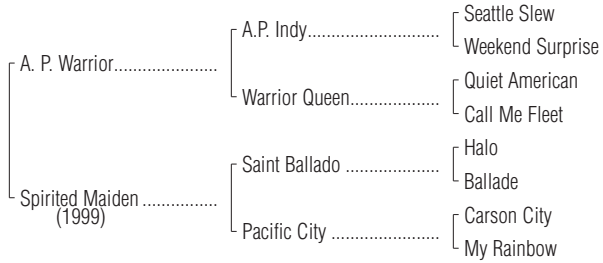 Seattle Slew
A.P. Indy..............................
Weekend Surprise
A. P. Warrior.......................
Quiet American
Warrior Queen....................
Call Me Fleet
Halo
Saint Ballado .....................
Ballade
Spirited Maiden .................
(1999)
Carson City
Pacific City ........................
My Rainbow